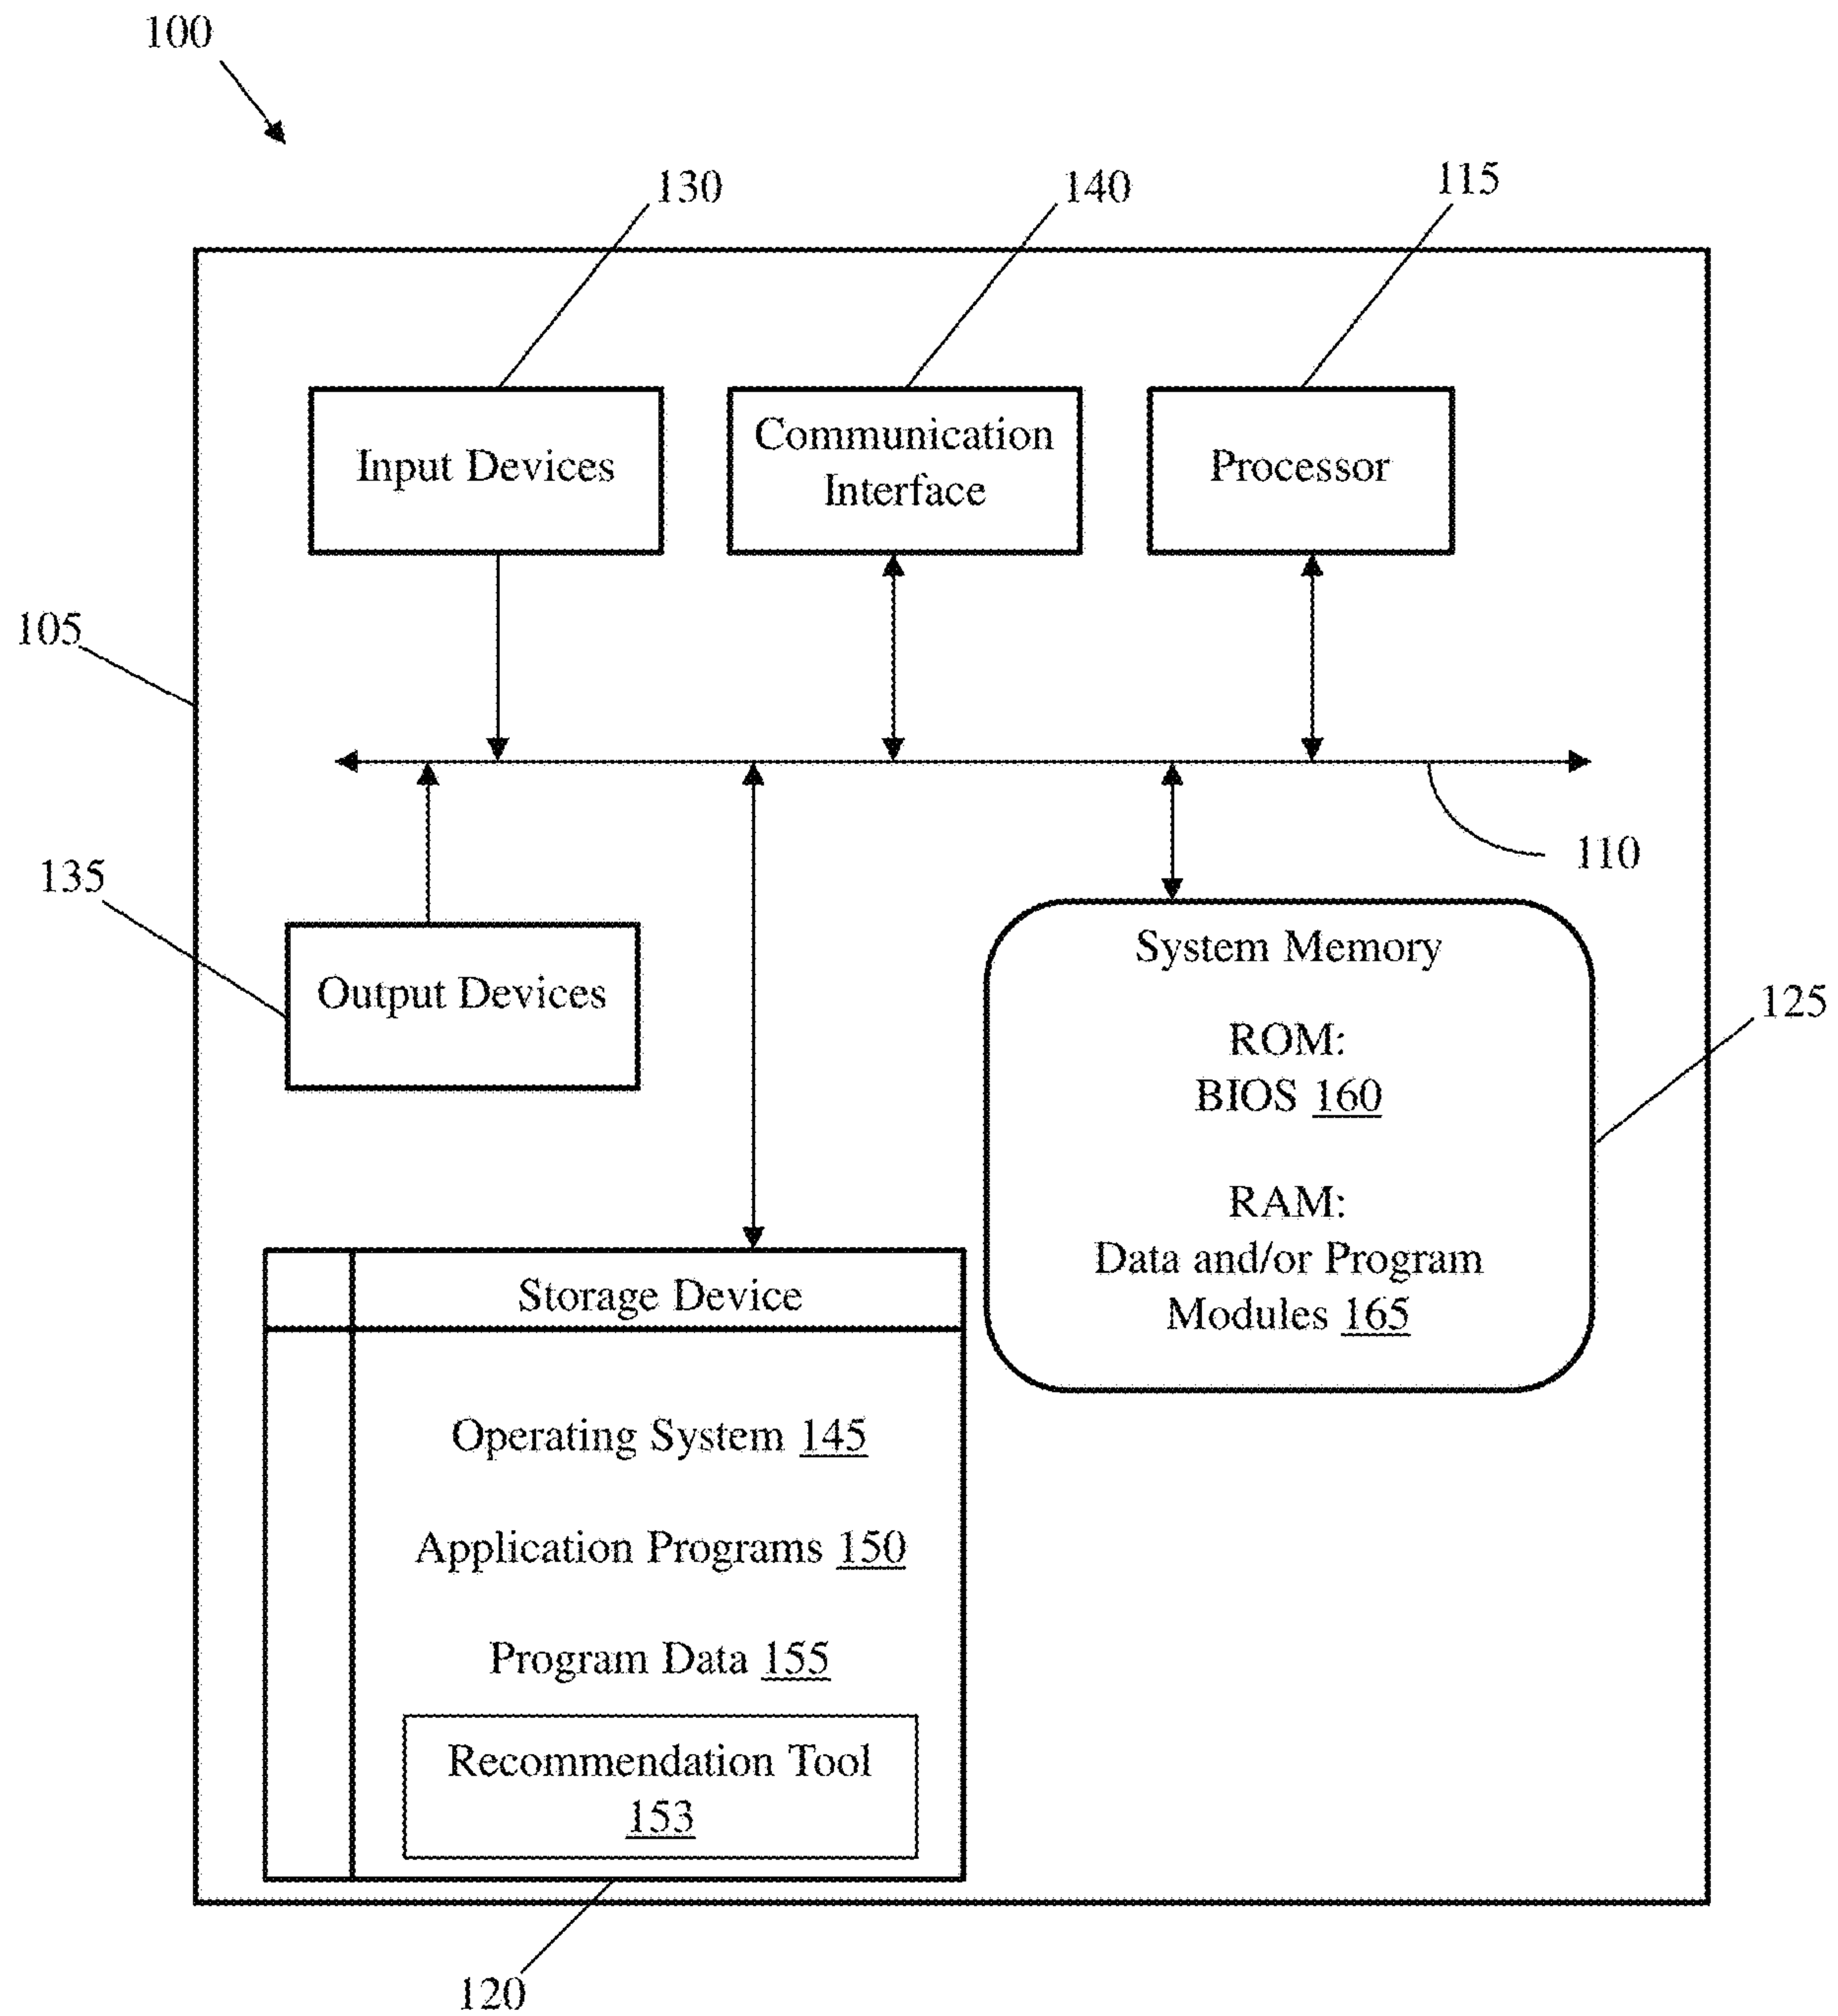 100
130
140
115
Input Devices
Communication
Interface
Processor
105
110
135
Output Devices
System Memory
ROM:
BIOS 160
RAM:
Data and/or Program
Modules 165
125
Storage Device
Operating System 145
Application Programs 150
Program Data 155
Recommendation Tool
153
120